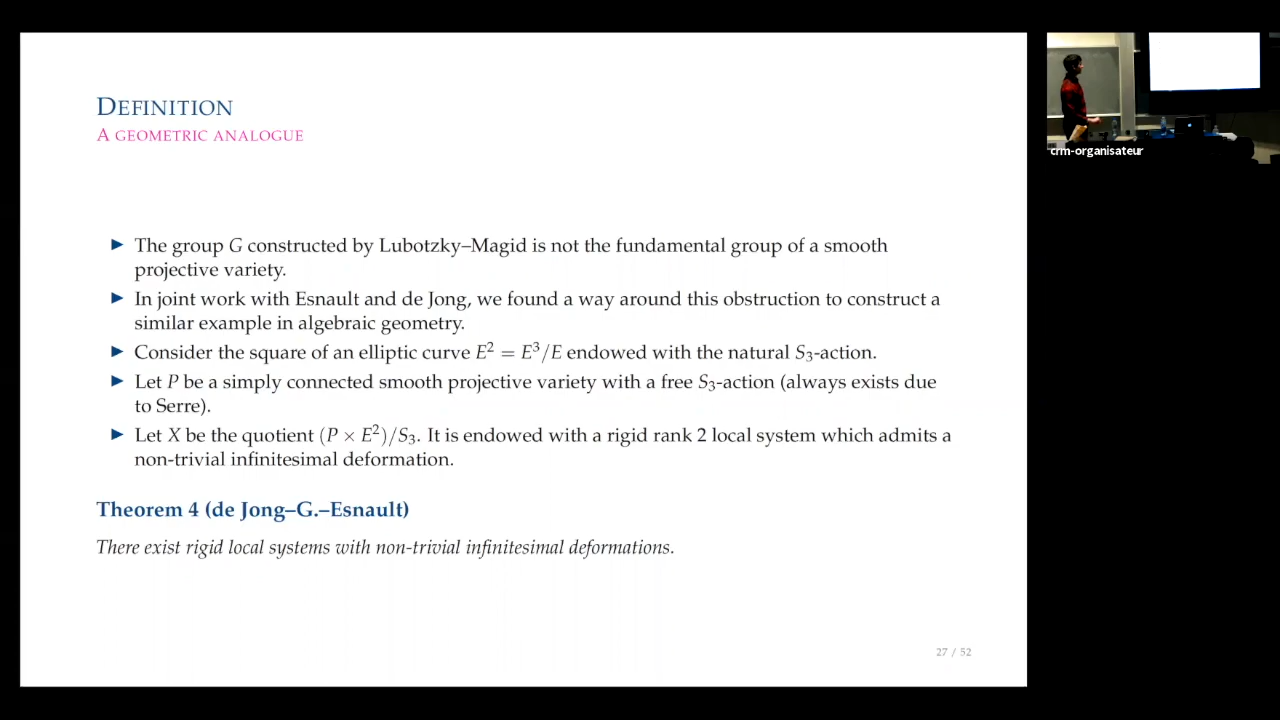 DEFINITION
A GEOMETRIC ANALOGUE
▶ The group G constructed by Lubotzky–Magid is not the fundamental group of a smooth
projective variety.
▶ In joint work with Esnault and de Jong, we found a way around this obstruction to construct a
similar example in algebraic geometry.
▶ Consider the square of an elliptic curve E² = E³/E endowed with the natural S₃-action.
▶ Let P be a simply connected smooth projective variety with a free S₃-action (always exists due
to Serre).
▶ Let X be the quotient (P × E²)/S₃. It is endowed with a rigid rank 2 local system which admits a
non-trivial infinitesimal deformation.
Theorem 4 (de Jong–G.–Esnault)
There exist rigid local systems with non-trivial infinitesimal deformations.
27 / 52
crm-organisateur